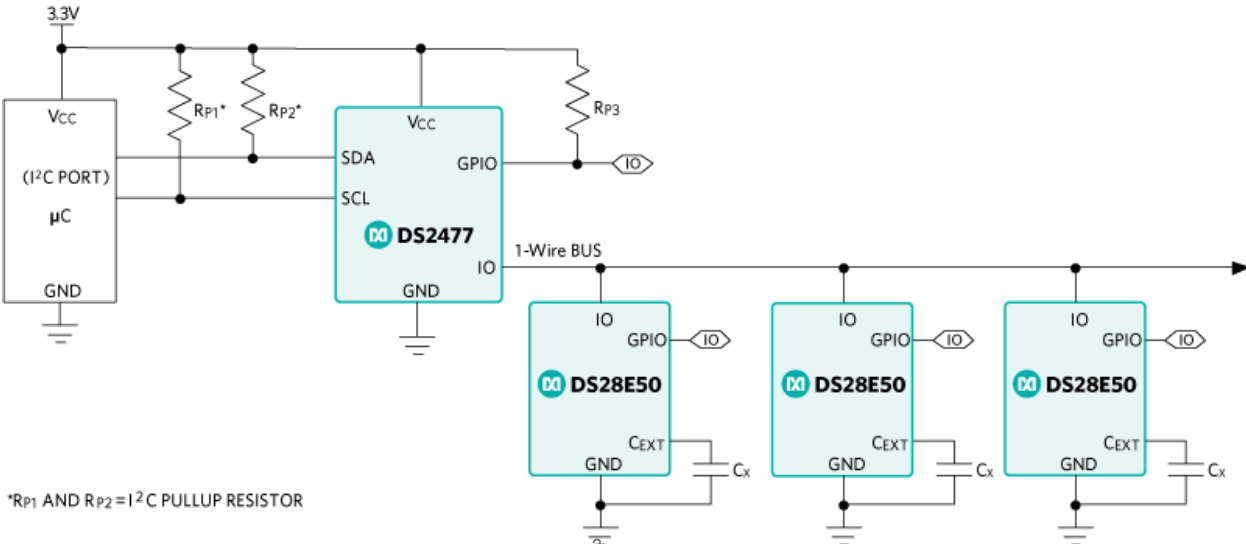 3.3V
RP1*
RP2*
RP3
VCC
(I²C PORT)
µC
GND
VCC
SDA
SCL
GPIO
DS2477
IO
GND
IO
1-Wire BUS
IO
GPIO
IO
DS28E50
CEXT
GND
CX
IO
GPIO
IO
DS28E50
CEXT
GND
CX
IO
GPIO
IO
DS28E50
CEXT
GND
CX
*RP1 AND RP2 = I²C PULLUP RESISTOR